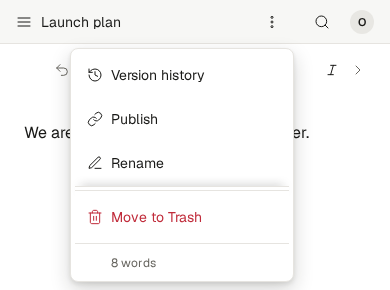 Launch plan
O
Version history
We are
er.
Publish
Rename
Move to Trash
8 words